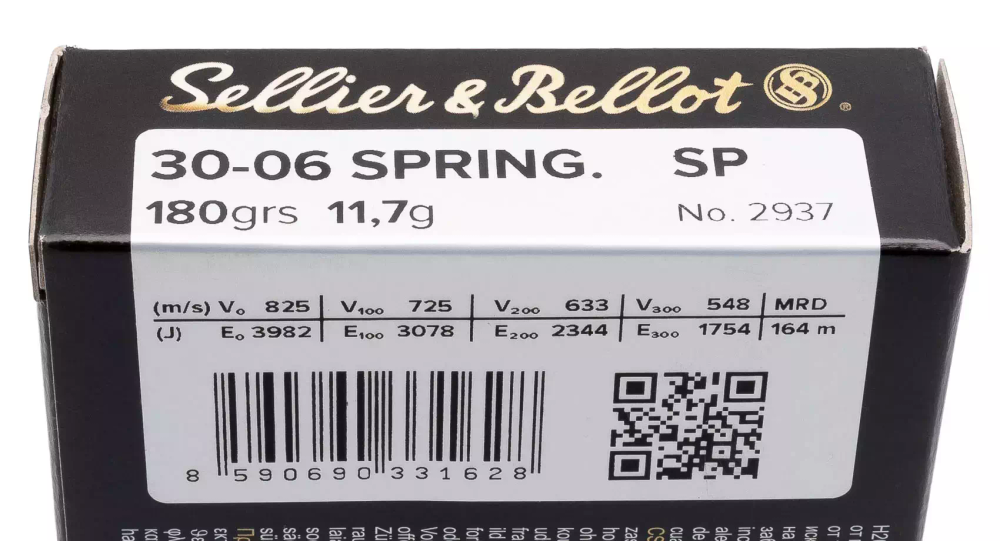 Sellier & Bellot SB ®
30-06 SPRING. SP
180grs 11,7g No. 2937
(m/s) V₀ 825 | V₁₀₀ 725 | V₂₀₀ 633 | V₃₀₀ 548 | MRD
(J) E₀ 3982 | E₁₀₀ 3078 | E₂₀₀ 2344 | E₃₀₀ 1754 | 164 m
8 590690 331628